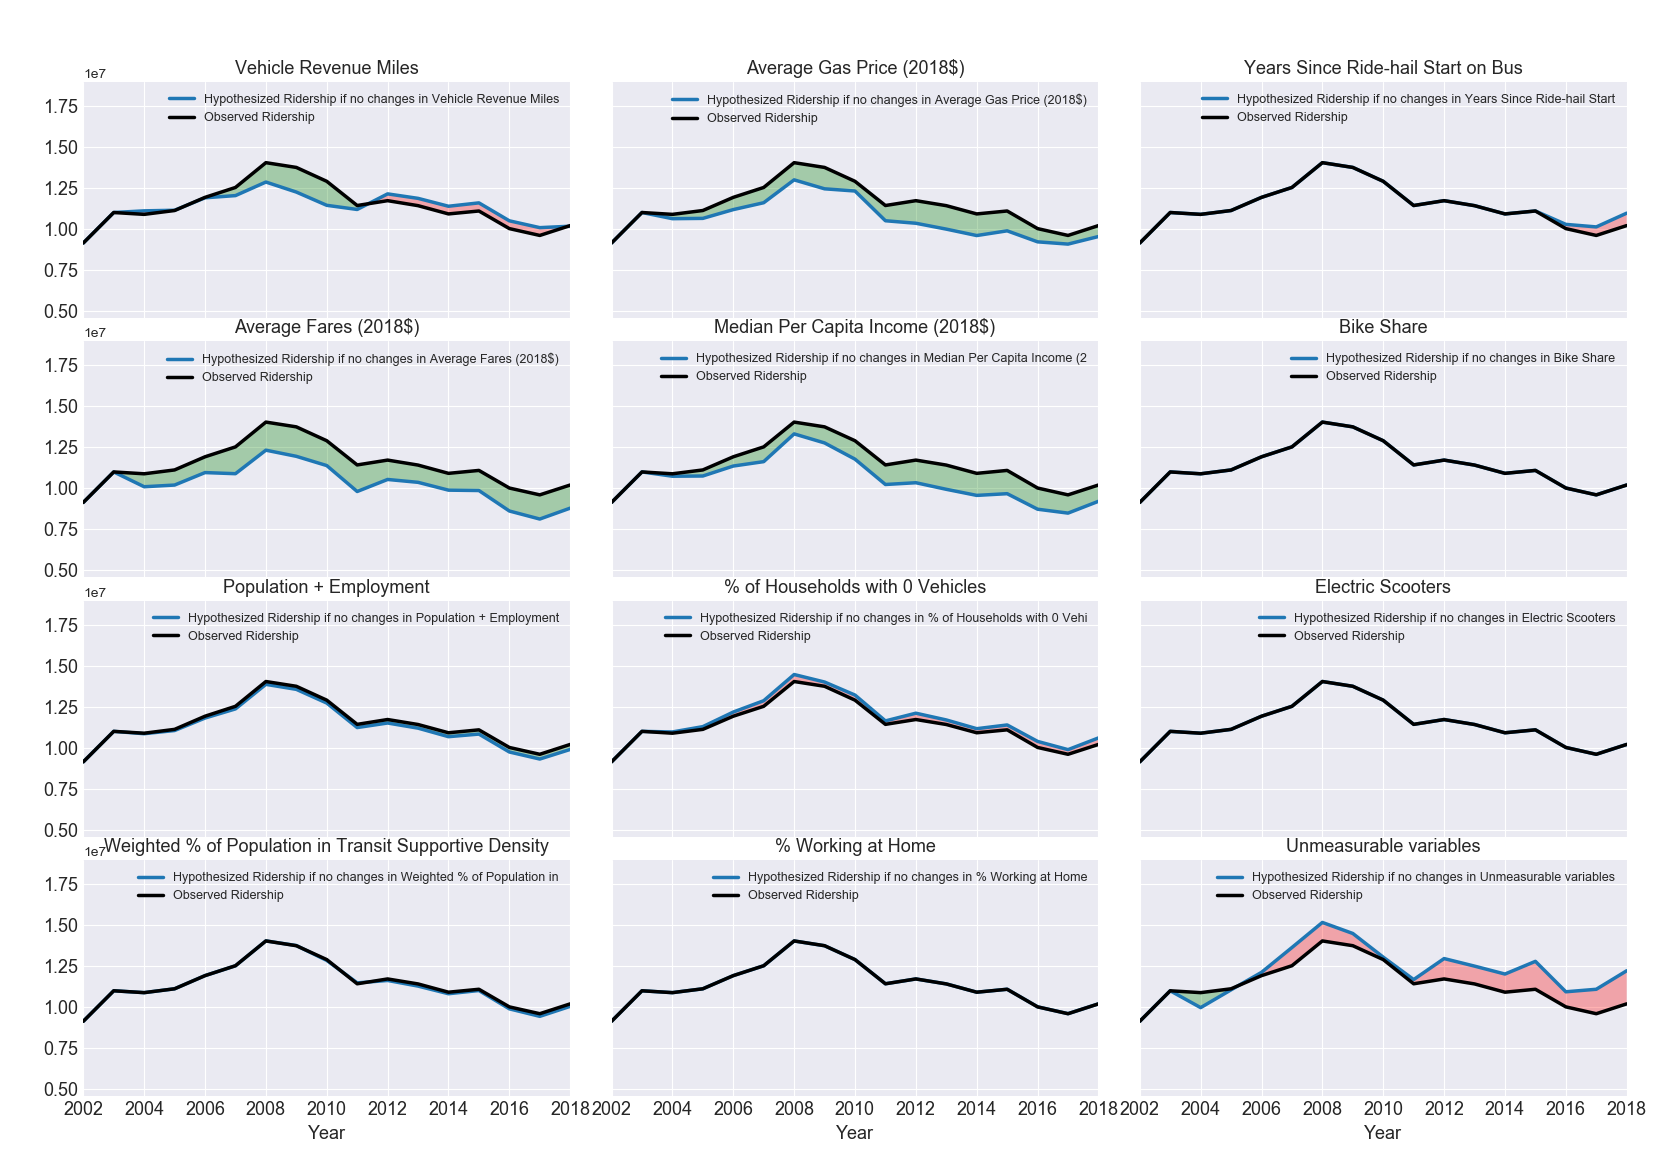 Vehicle Revenue Miles
1e7
1.75
1.50
1.25
1.00
0.75
0.50
Hypothesized Ridership if no changes in Vehicle Revenue Miles
Observed Ridership
Average Gas Price (2018$)
Hypothesized Ridership if no changes in Average Gas Price (2018$)
Observed Ridership
Years Since Ride-hail Start on Bus
Hypothesized Ridership if no changes in Years Since Ride-hail Start
Observed Ridership
Average Fares (2018$)
1e7
1.75
1.50
1.25
1.00
0.75
0.50
Hypothesized Ridership if no changes in Average Fares (2018$)
Observed Ridership
Median Per Capita Income (2018$)
Hypothesized Ridership if no changes in Median Per Capita Income (2
Observed Ridership
Bike Share
Hypothesized Ridership if no changes in Bike Share
Observed Ridership
Population + Employment
1e7
1.75
1.50
1.25
1.00
0.75
0.50
Hypothesized Ridership if no changes in Population + Employment
Observed Ridership
% of Households with 0 Vehicles
Hypothesized Ridership if no changes in % of Households with 0 Vehi
Observed Ridership
Electric Scooters
Hypothesized Ridership if no changes in Electric Scooters
Observed Ridership
Weighted % of Population in Transit Supportive Density
1e7
1.75
1.50
1.25
1.00
0.75
0.50
Hypothesized Ridership if no changes in Weighted % of Population in
Observed Ridership
2002 2004 2006 2008 2010 2012 2014 2016 2018
Year
% Working at Home
Hypothesized Ridership if no changes in % Working at Home
Observed Ridership
2002 2004 2006 2008 2010 2012 2014 2016 2018
Year
Unmeasurable variables
Hypothesized Ridership if no changes in Unmeasurable variables
Observed Ridership
2002 2004 2006 2008 2010 2012 2014 2016 2018
Year